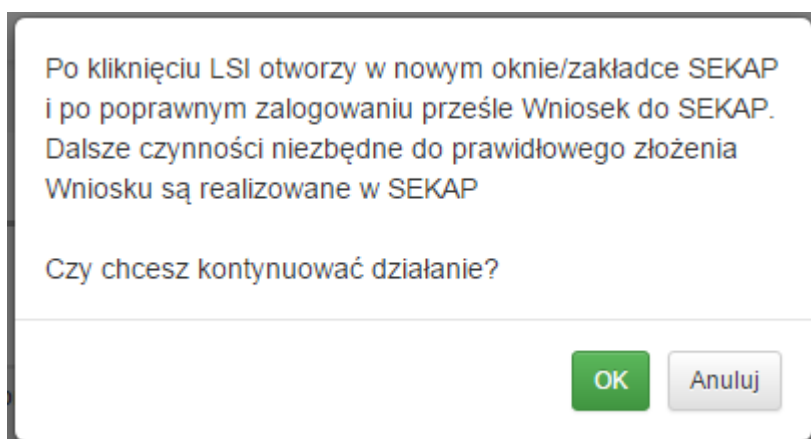 Po kliknięciu LSI otworzy w nowym oknie/zakładce SEKAP
i po poprawnym zalogowaniu prześle Wniosek do SEKAP.
Dalsze czynności niezbędne do prawidłowego złożenia
Wniosku są realizowane w SEKAP
Czy chcesz kontynuować działanie?
OK
Anuluj